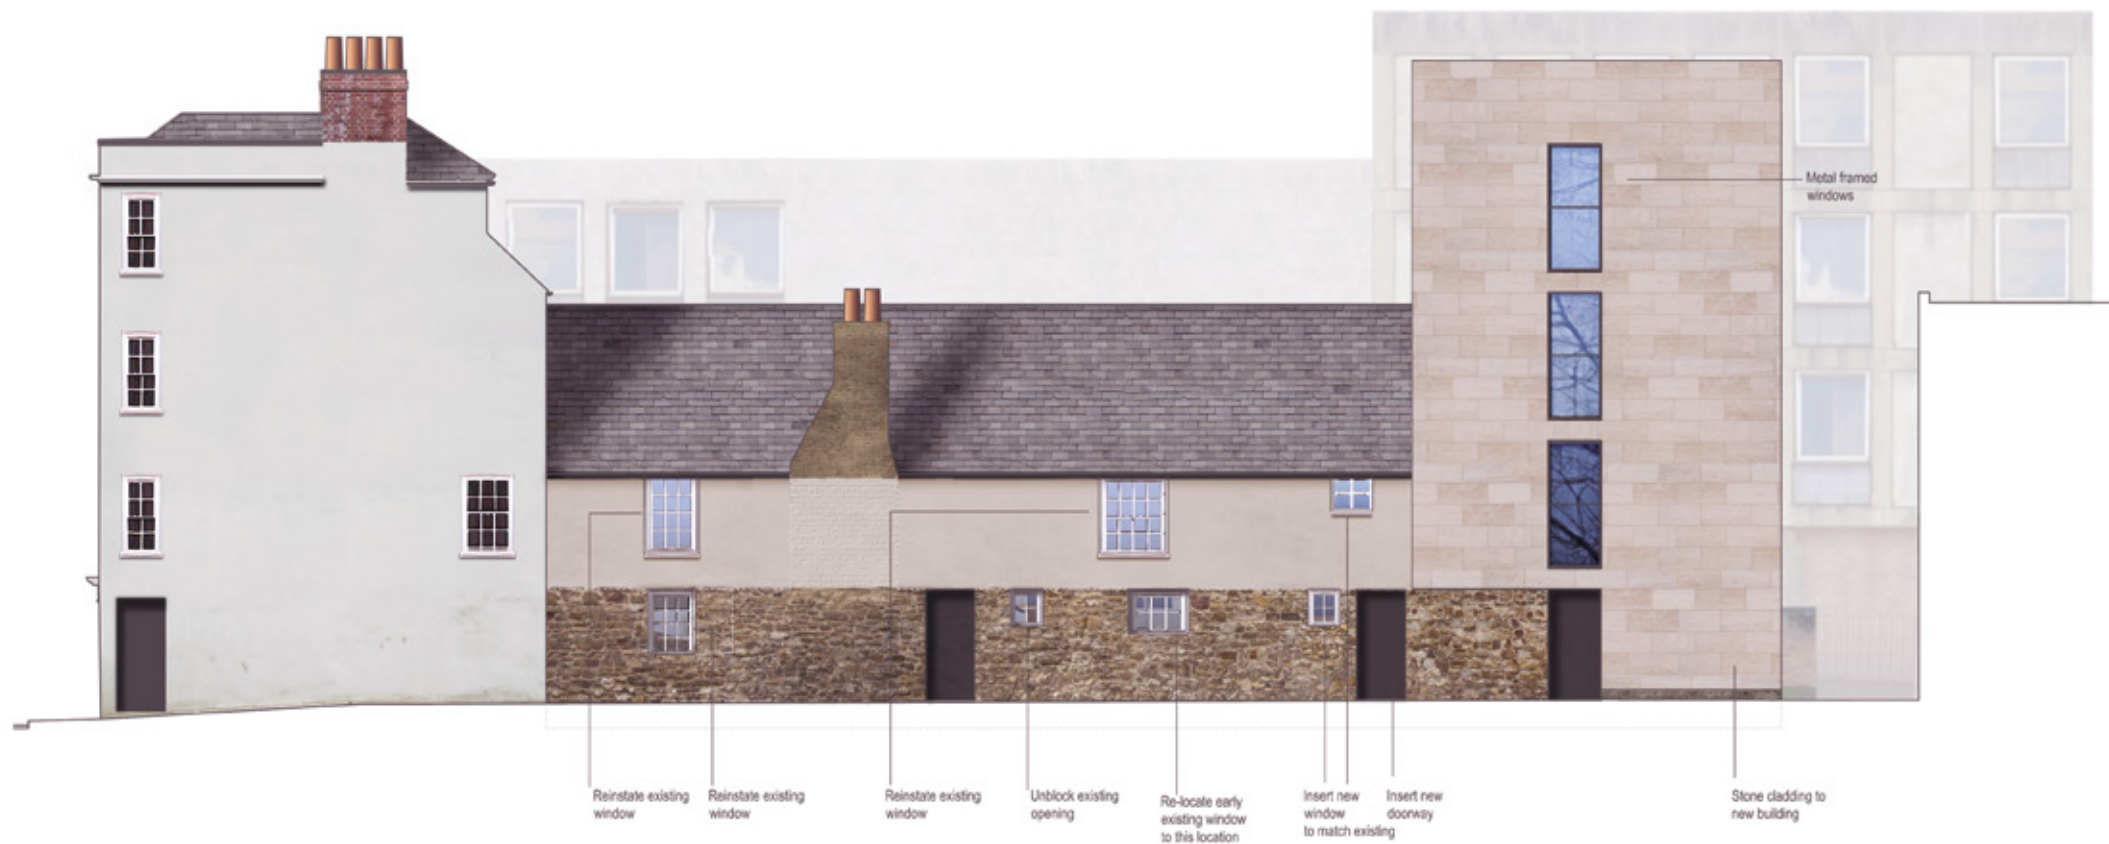 Metal framed
windows
Reinstate existing
window
Reinstate existing
window
Reinstate existing
window
Unblock existing
opening
Re-locate early
existing window
to this location
Insert new
window
to match existing
Insert new
doorway
Stone cladding to
new building